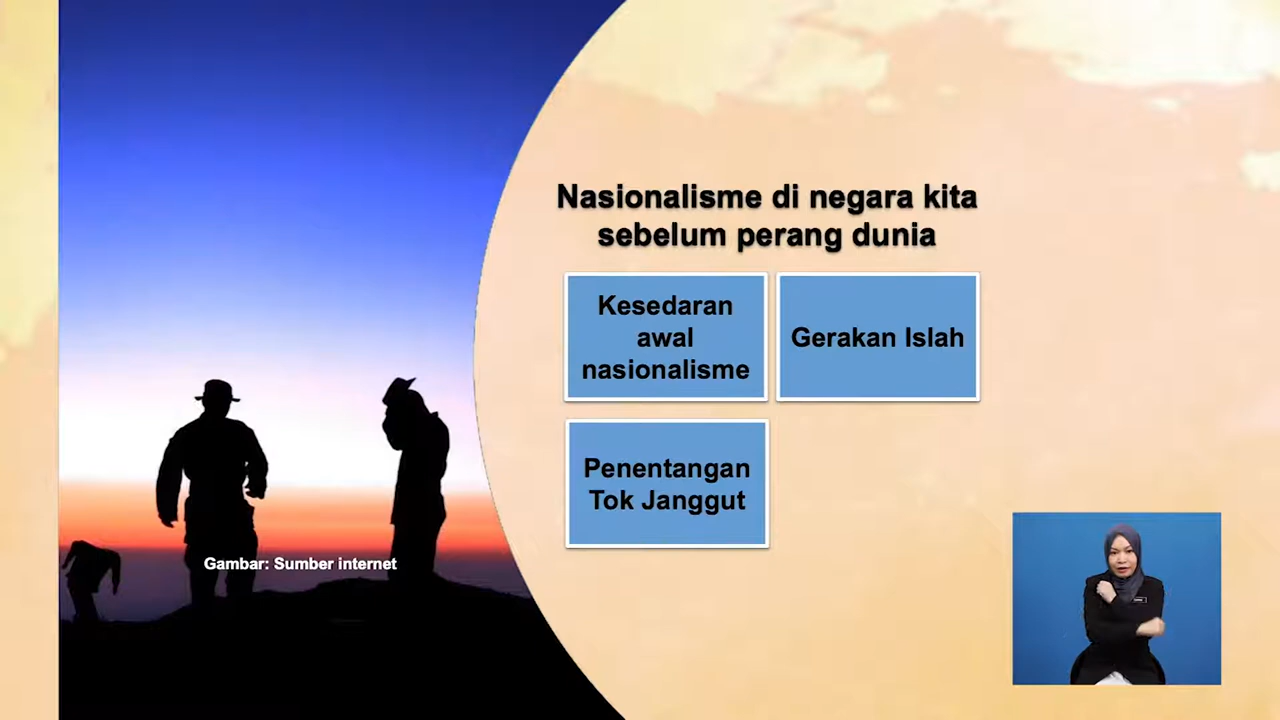 Nasionalisme di negara kita
sebelum perang dunia
Kesedaran
awal
nasionalisme
Gerakan Islah
Penentangan
Tok Janggut
Gambar: Sumber internet